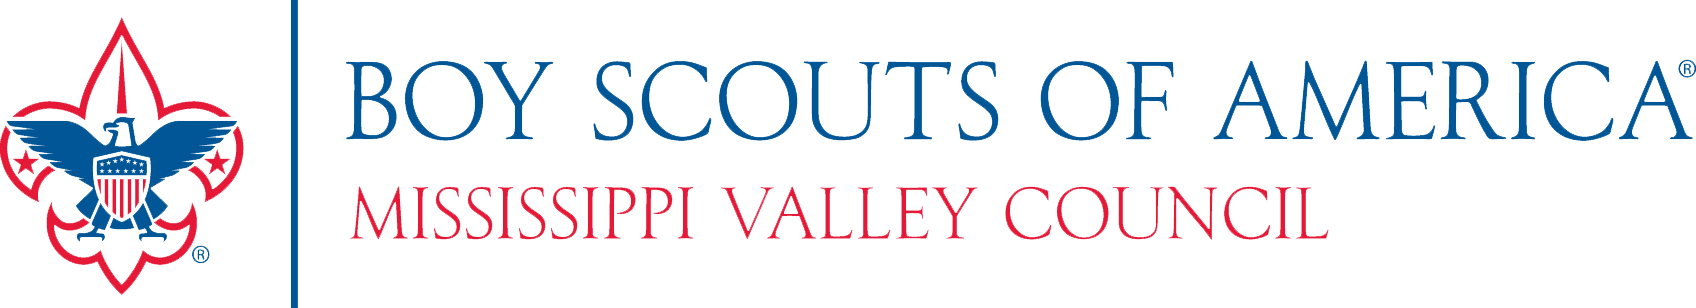 BOY SCOUTS OF AMERICA®
MISSISSIPPI VALLEY COUNCIL
®